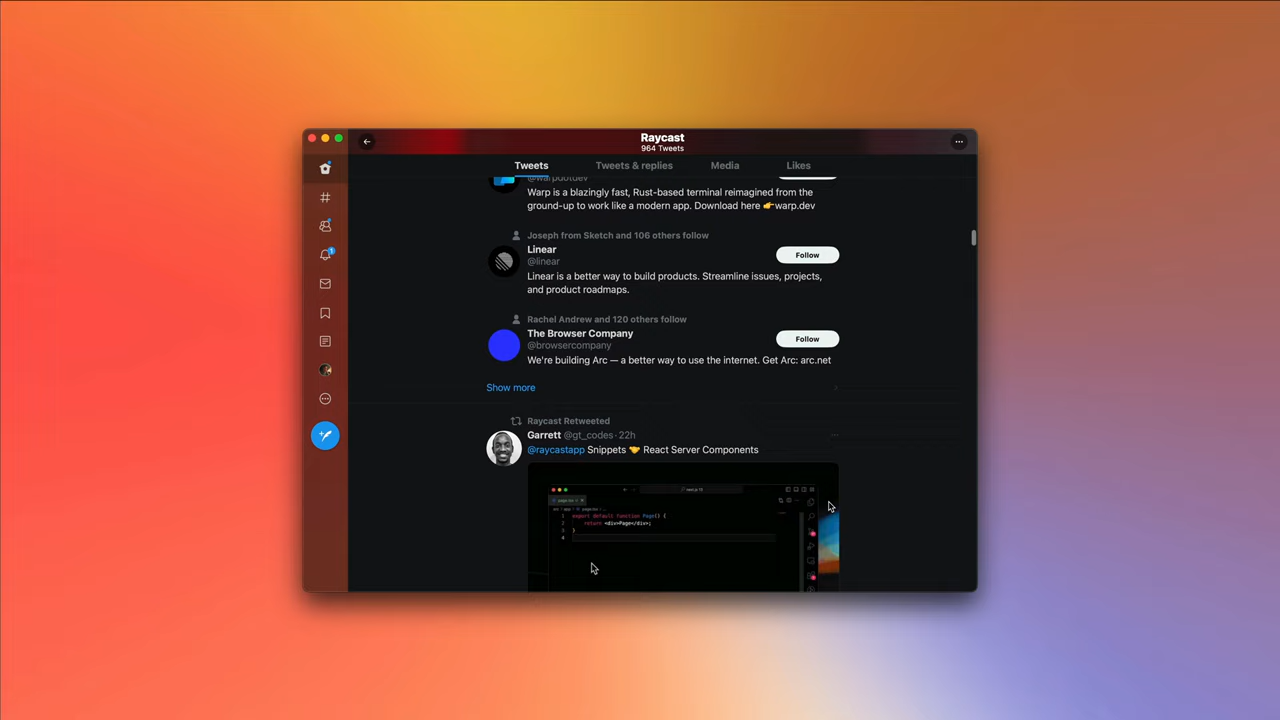 Raycast
964 Tweets
Tweets
Tweets & replies
Media
Likes
@warpdotdev
Warp is a blazingly fast, Rust-based terminal reimagined from the
ground-up to work like a modern app. Download here 👉warp.dev
Joseph from Sketch and 106 others follow
Linear
@linear
Follow
Linear is a better way to build products. Streamline issues, projects,
and product roadmaps.
Rachel Andrew and 120 others follow
The Browser Company
@browsercompany
Follow
We're building Arc — a better way to use the internet. Get Arc: arc.net
Show more
Raycast Retweeted
Garrett @gt_codes · 22h
@raycastapp Snippets 🤝 React Server Components
1 export default function Page() {
2 return <div>Page</div>;
3 }
4